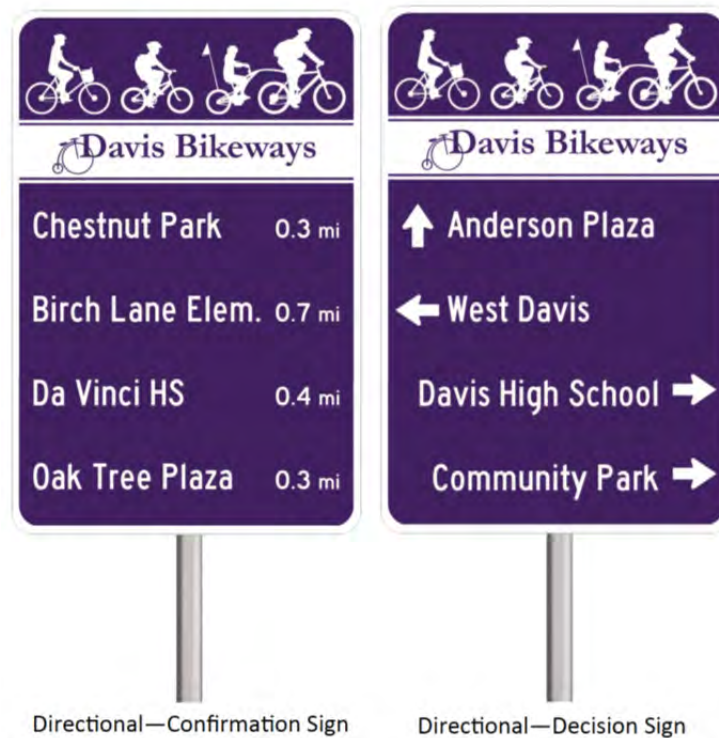 Davis Bikeways
Chestnut Park 0.3 mi
Birch Lane Elem. 0.7 mi
Da Vinci HS 0.4 mi
Oak Tree Plaza 0.3 mi
Directional—Confirmation Sign
Davis Bikeways
Anderson Plaza
West Davis
Davis High School
Community Park
Directional—Decision Sign